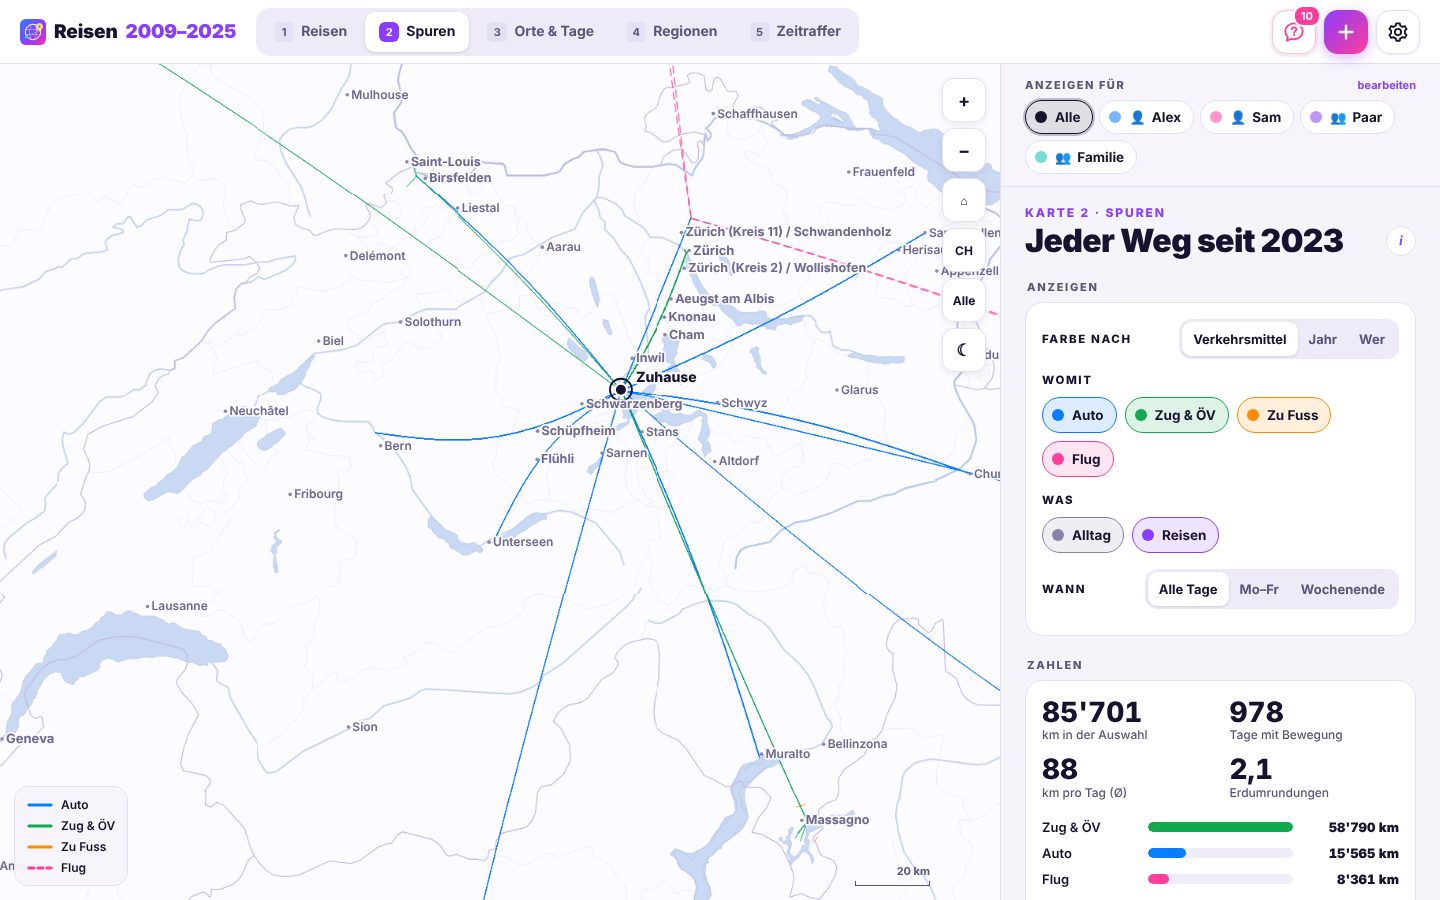 Reisen 2009–2025
1 Reisen
2 Spuren
3 Orte & Tage
4 Regionen
5 Zeitraffer
10
+
Mulhouse
Schaffhausen
Saint-Louis
Birsfelden
Frauenfeld
Liestal
Zürich (Kreis 11) / Schwandenholz
Aarau
Zürich
Herisau
Delémont
Zürich (Kreis 2) / Wollishofen
Appenzell
Aeugst am Albis
Knonau
Solothurn
Cham
Biel
Inwil
Zuhause
Glarus
Schwarzenberg
Schwyz
Neuchâtel
Schüpfheim
Stans
Bern
Sarnen
Flühli
Altdorf
Chur
Fribourg
Unterseen
Lausanne
Sion
Geneva
Bellinzona
Muralto
Massagno
+
−
CH
Alle
Auto
Zug & ÖV
Zu Fuss
Flug
20 km
ANZEIGEN FÜR
bearbeiten
Alle
Alex
Sam
Paar
Familie
KARTE 2 · SPUREN
Jeder Weg seit 2023
i
ANZEIGEN
FARBE NACH
Verkehrsmittel
Jahr
Wer
WOMIT
Auto
Zug & ÖV
Zu Fuss
Flug
WAS
Alltag
Reisen
WANN
Alle Tage
Mo–Fr
Wochenende
ZAHLEN
85'701
km in der Auswahl
978
Tage mit Bewegung
88
km pro Tag (Ø)
2,1
Erdumrundungen
Zug & ÖV 58'790 km
Auto 15'565 km
Flug 8'361 km